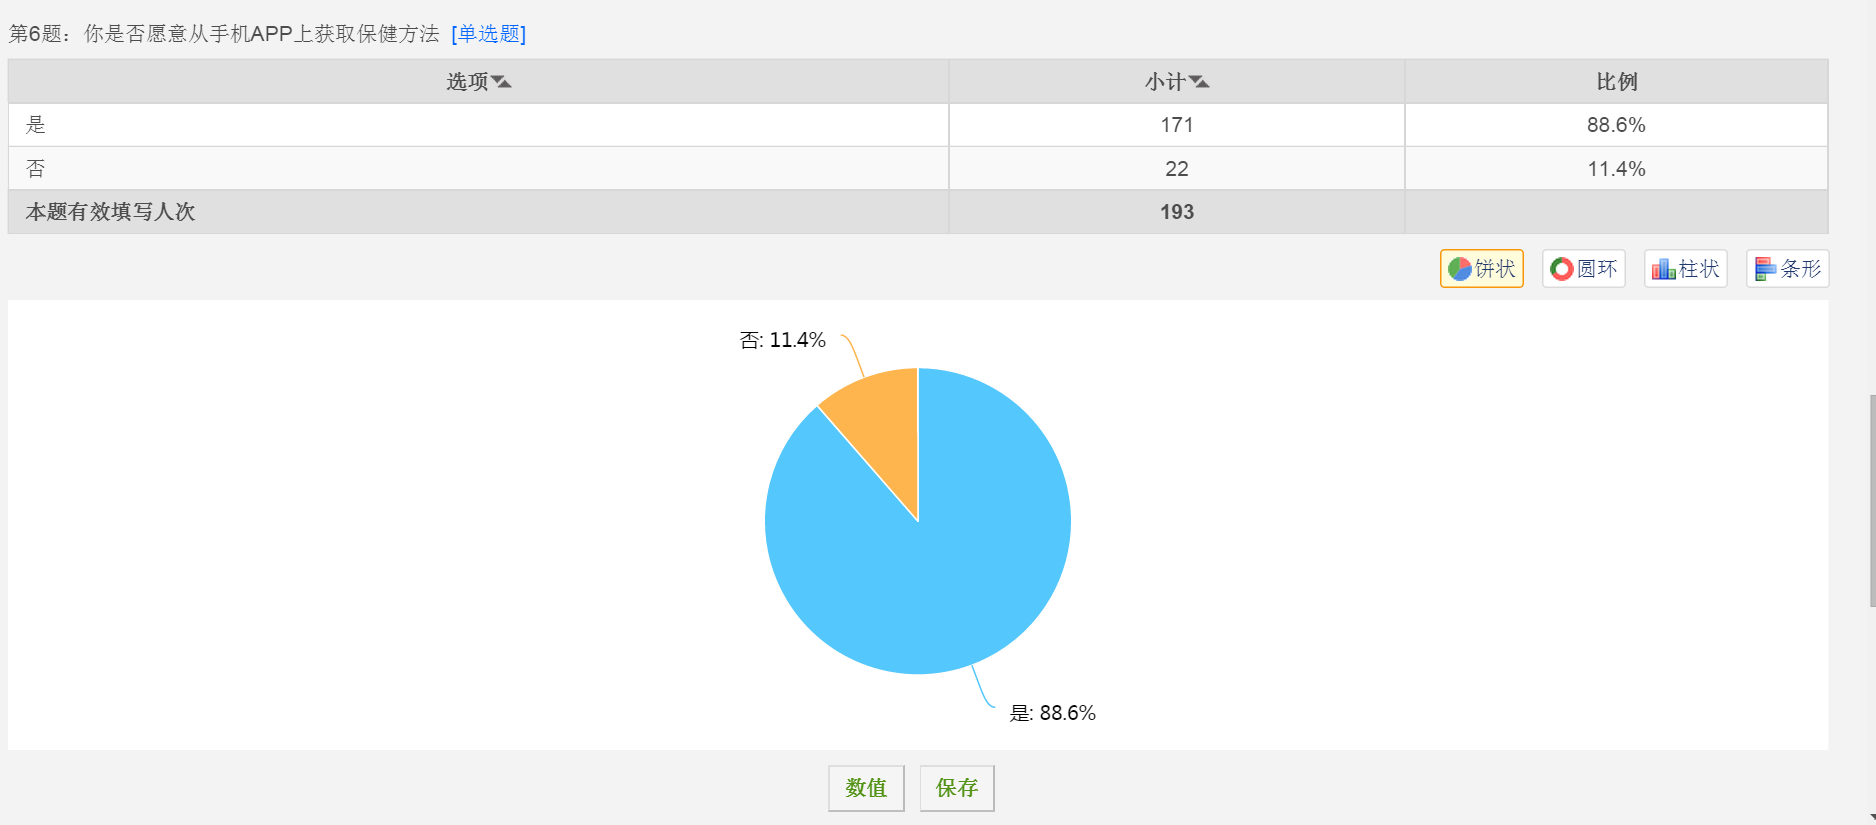 第6题：你是否愿意从手机APP上获取保健方法 [单选题]
选项 小计 比例
是 171 88.6%
否 22 11.4%
本题有效填写人次 193
饼状 圆环 柱状 条形
否: 11.4%
是: 88.6%
数值 保存